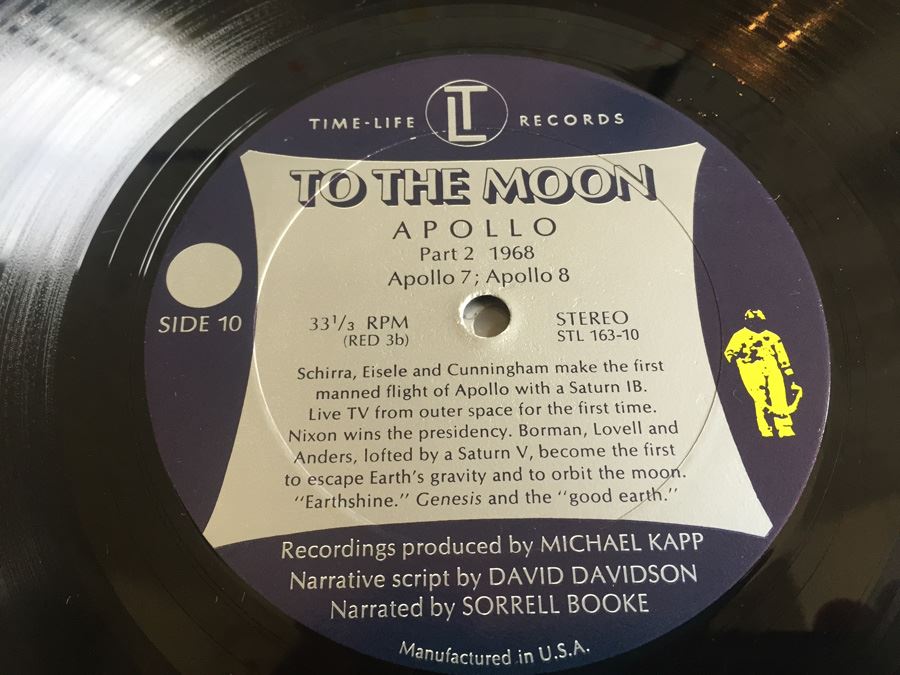 TIME-LIFE LT RECORDS
TO THE MOON
APOLLO
Part 2 1968
Apollo 7; Apollo 8
SIDE 10
33⅓ RPM
(RED 3b)
STEREO
STL 163-10
Schirra, Eisele and Cunningham make the first
manned flight of Apollo with a Saturn IB.
Live TV from outer space for the first time.
Nixon wins the presidency. Borman, Lovell and
Anders, lofted by a Saturn V, become the first
to escape Earth's gravity and to orbit the moon.
"Earthshine." Genesis and the "good earth."
Recordings produced by MICHAEL KAPP
Narrative script by DAVID DAVIDSON
Narrated by SORRELL BOOKE
Manufactured in U.S.A.